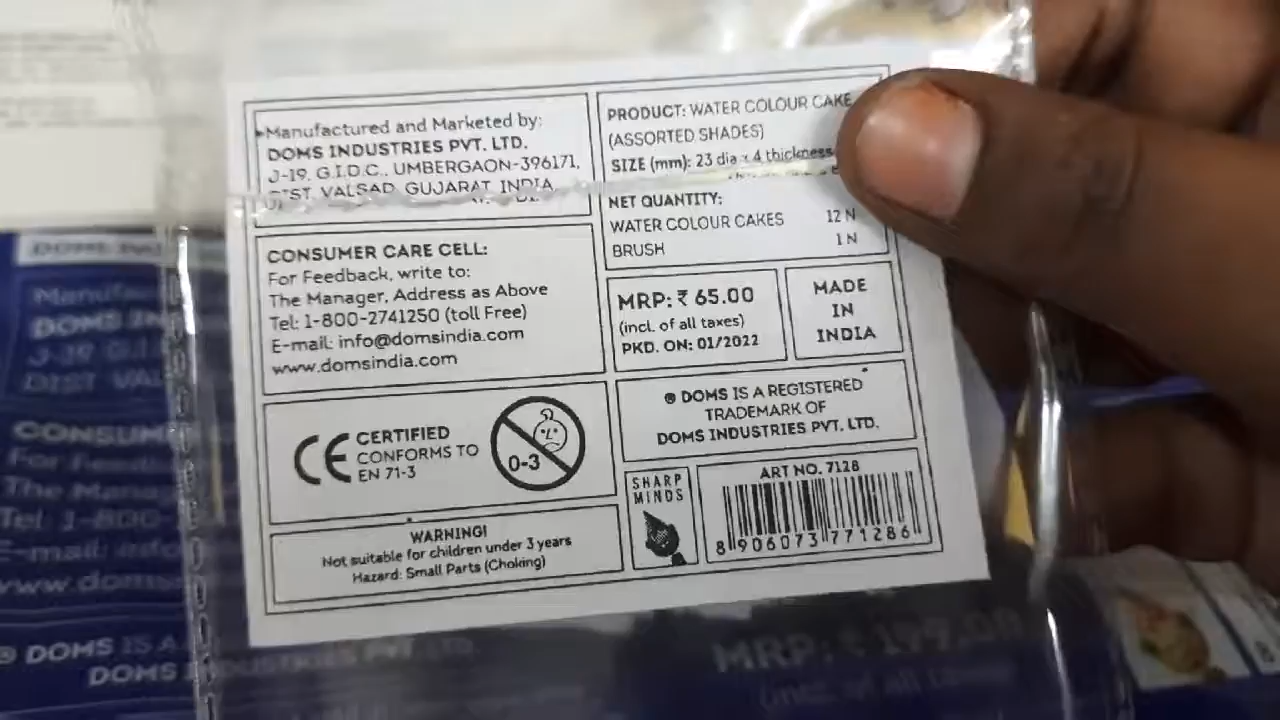 Manufactured and Marketed by:
DOMS INDUSTRIES PVT. LTD.
J-19, G.I.D.C., UMBERGAON-396171,
DIST. VALSAD, GUJARAT, INDIA
CONSUMER CARE CELL:
For Feedback, write to:
The Manager, Address as Above
Tel: 1-800-2741250 (toll Free)
E-mail: info@domsindia.com
www.domsindia.com
CE CERTIFIED
CONFORMS TO
EN 71-3
0-3
WARNING!
Not suitable for children under 3 years
Hazard: Small Parts (Choking)
PRODUCT: WATER COLOUR CAKE
(ASSORTED SHADES)
SIZE (mm): 23 dia x 4 thickness
NET QUANTITY:
WATER COLOUR CAKES 12 N
BRUSH 1 N
MRP: ₹ 65.00
(incl. of all taxes)
PKD. ON: 01/2022
MADE
IN
INDIA
® DOMS IS A REGISTERED
TRADEMARK OF
DOMS INDUSTRIES PVT. LTD.
SHARP
MINDS
ART NO. 7128
8 906073 771286
Manufac
DOMS IN
J-19 G.I
DIST VAL
CONSUM
For Feed
The Mana
Tel: 1-800-
E-mail: info
www.doms
® DOMS IS A
DOMS INDUSTRIES PVT. LTD.
MRP: ₹ 199.00
(incl. of all taxes)